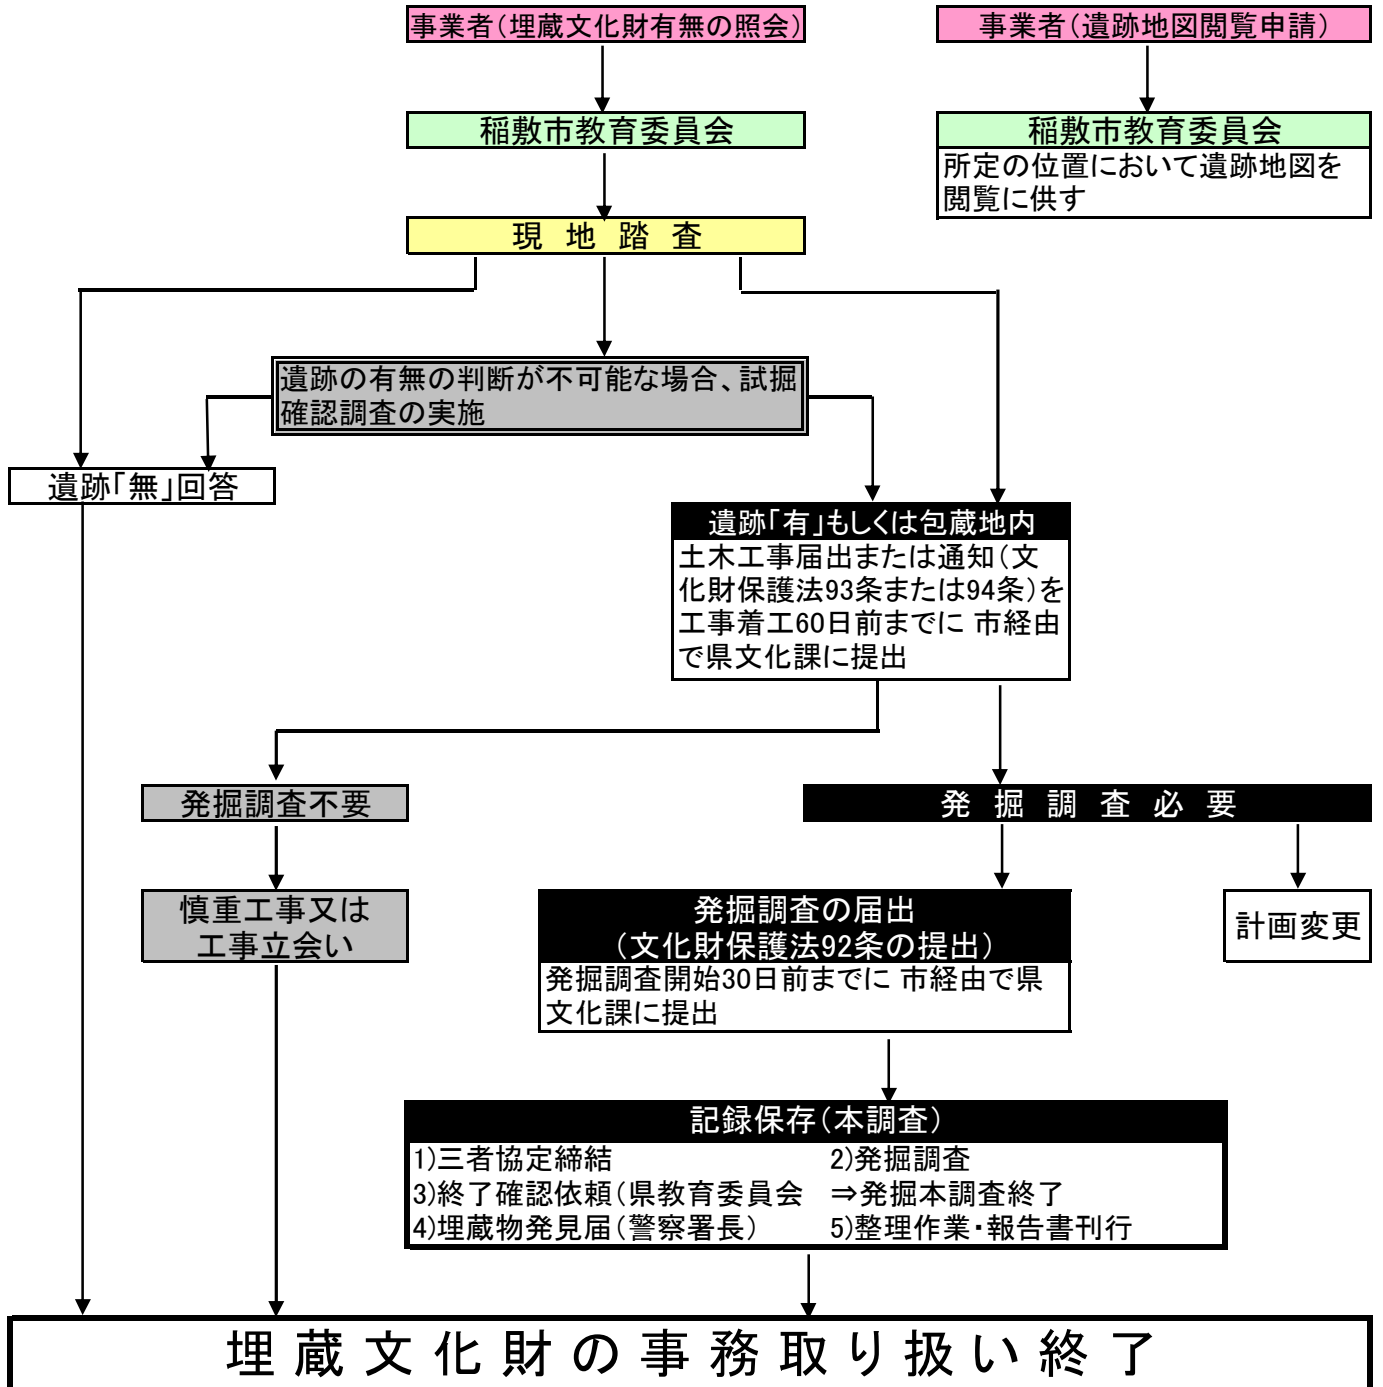 事業者(埋蔵文化財有無の照会)
事業者(遺跡地図閲覧申請)
稲敷市教育委員会
稲敷市教育委員会
所定の位置において遺跡地図を
閲覧に供す
現地踏査
遺跡の有無の判断が不可能な場合、試掘
確認調査の実施
遺跡「無」回答
遺跡「有」もしくは包蔵地内
土木工事届出または通知(文
化財保護法93条または94条)を
工事着工60日前までに 市経由
で県文化課に提出
発掘調査不要
発掘調査必要
慎重工事又は
工事立会い
発掘調査の届出
(文化財保護法92条の提出)
発掘調査開始30日前までに 市経由で県
文化課に提出
計画変更
記録保存(本調査)
1)三者協定締結 2)発掘調査
3)終了確認依頼(県教育委員会 ⇒発掘本調査終了
4)埋蔵物発見届(警察署長) 5)整理作業・報告書刊行
埋蔵文化財の事務取り扱い終了